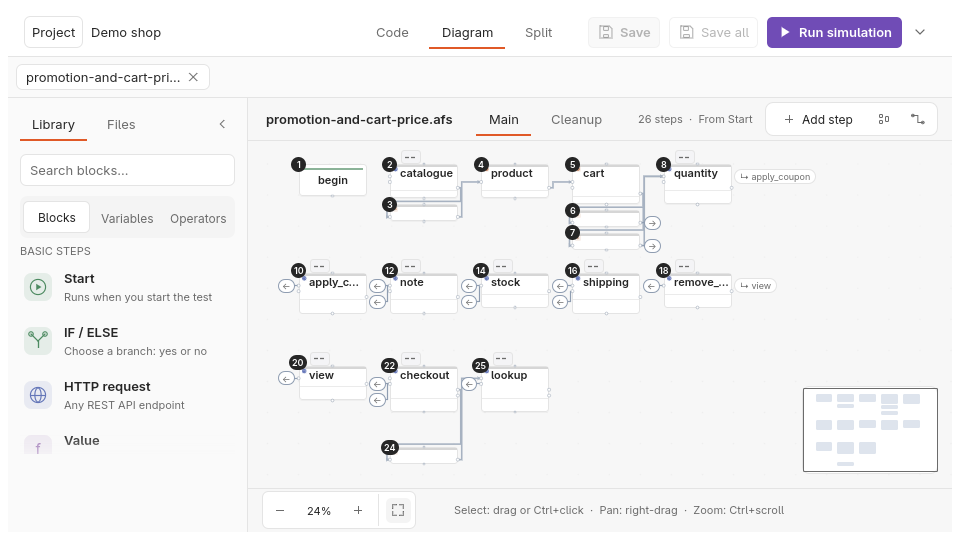 Project Demo shop Code Diagram Split Save Save all Run simulation
promotion-and-cart-pri...
Library Files
promotion-and-cart-price.afs Main Cleanup 26 steps · From Start + Add step
Search blocks...
Blocks Variables Operators
BASIC STEPS
Start
Runs when you start the test
IF / ELSE
Choose a branch: yes or no
HTTP request
Any REST API endpoint
f Value
1 begin
2 -- catalogue
3
4 product
5 cart
6
7
8 -- quantity
↳ apply_coupon
10 -- apply_c...
12 -- note
14 -- stock
16 -- shipping
18 -- remove_...
↳ view
20 -- view
22 -- checkout
24
25 -- lookup
− 24% +
Select: drag or Ctrl+click · Pan: right-drag · Zoom: Ctrl+scroll